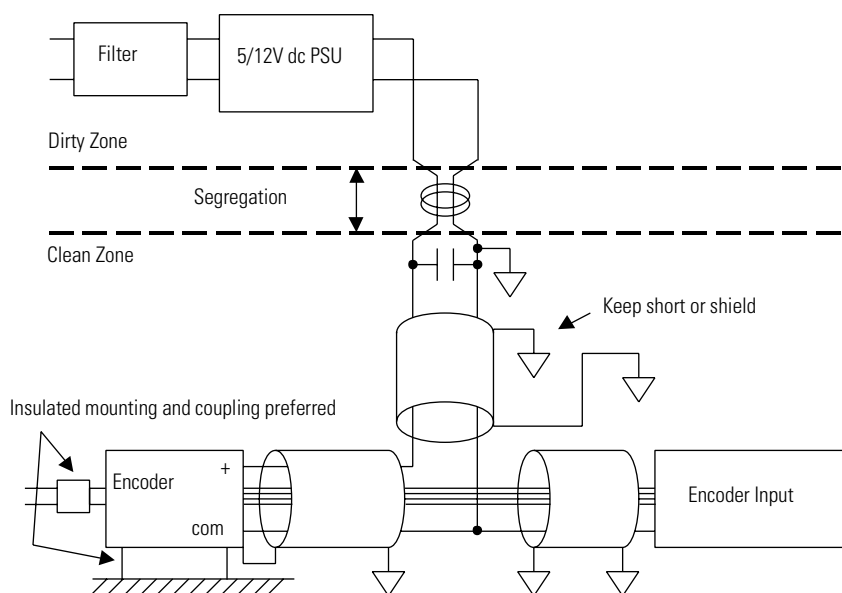 Filter
5/12V dc PSU
Dirty Zone
Segregation
Clean Zone
Keep short or shield
Insulated mounting and coupling preferred
Encoder
+
com
Encoder Input